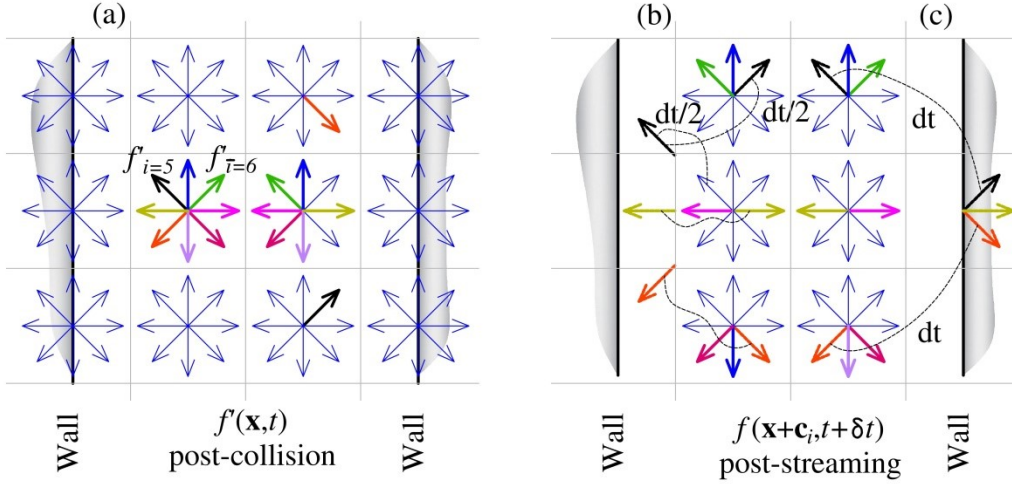 (a)
(b)
(c)
dt/2
dt/2
dt
f'i=5
f'i̅=6
dt
Wall
f'(x,t)
post-collision
Wall
Wall
f(x+ci,t+δt)
post-streaming
Wall